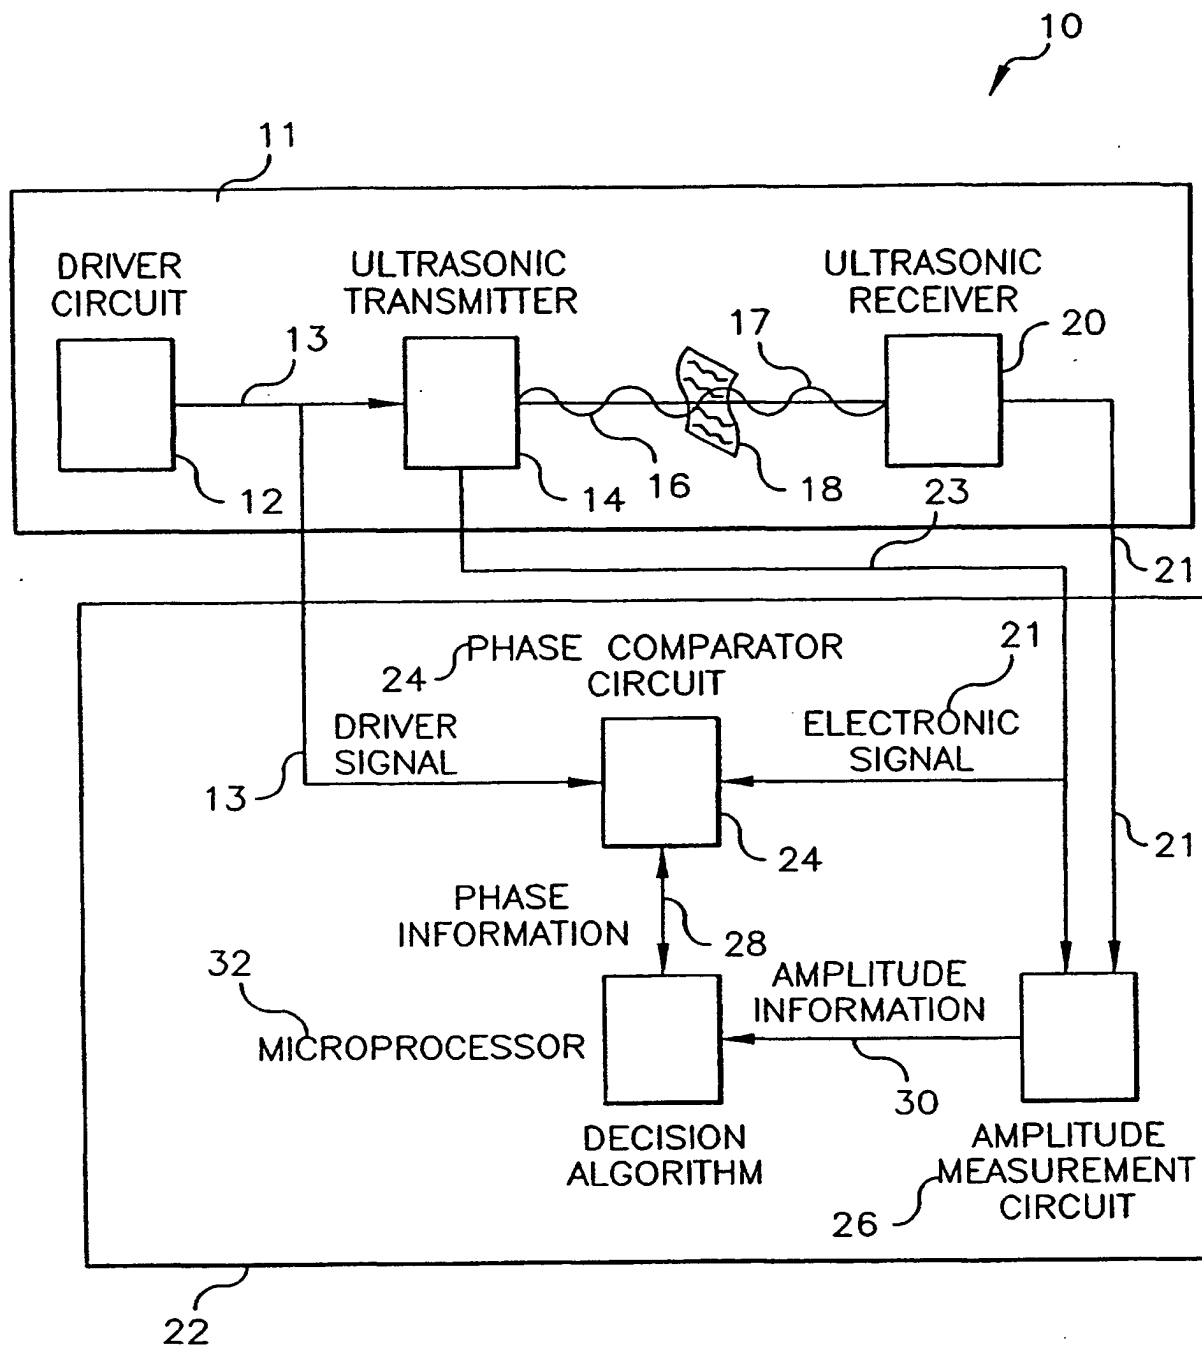 10
11
DRIVER
CIRCUIT
ULTRASONIC
TRANSMITTER
ULTRASONIC
RECEIVER
13
17
20
12
14
16
18
23
21
24
PHASE COMPARATOR
CIRCUIT
21
DRIVER
SIGNAL
ELECTRONIC
SIGNAL
13
24
21
PHASE
INFORMATION
28
32
AMPLITUDE
INFORMATION
MICROPROCESSOR
30
DECISION
ALGORITHM
AMPLITUDE
MEASUREMENT
CIRCUIT
26
22